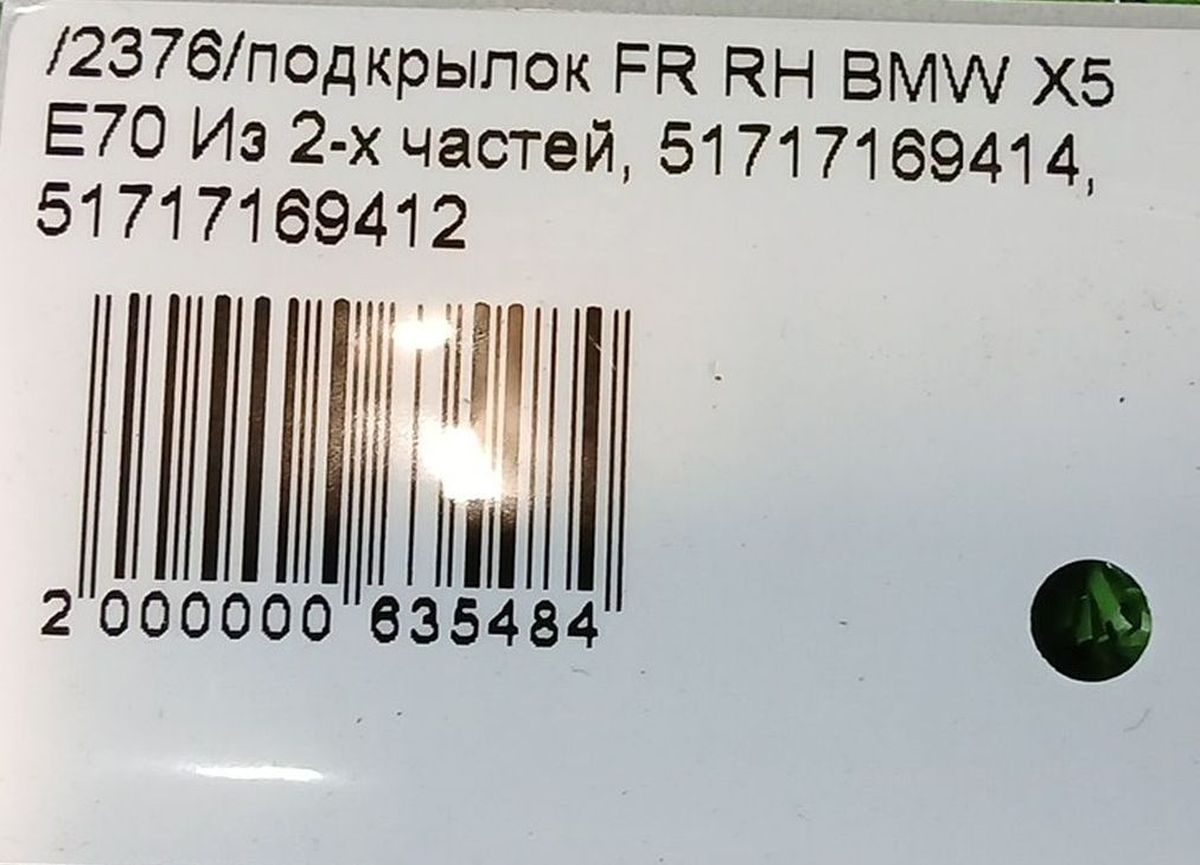 /2376/подкрылок FR RH BMW X5
E70 Из 2-х частей, 51717169414,
51717169412
2 000000 635484